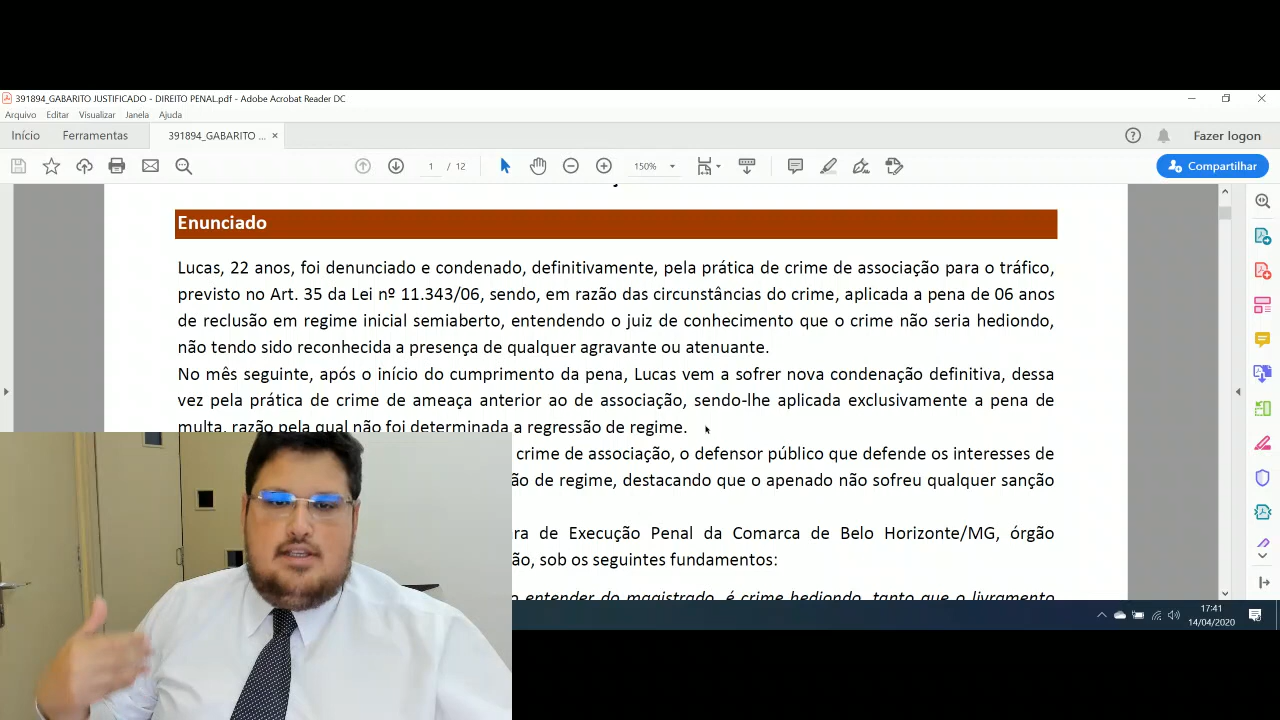 391894_GABARITO JUSTIFICADO - DIREITO PENAL.pdf - Adobe Acrobat Reader DC
Arquivo Editar Visualizar Janela Ajuda
Início Ferramentas 391894_GABARITO ... × Fazer logon
1 / 12 150% Compartilhar
Enunciado
Lucas, 22 anos, foi denunciado e condenado, definitivamente, pela prática de crime de associação para o tráfico,
previsto no Art. 35 da Lei nº 11.343/06, sendo, em razão das circunstâncias do crime, aplicada a pena de 06 anos
de reclusão em regime inicial semiaberto, entendendo o juiz de conhecimento que o crime não seria hediondo,
não tendo sido reconhecida a presença de qualquer agravante ou atenuante.
No mês seguinte, após o início do cumprimento da pena, Lucas vem a sofrer nova condenação definitiva, dessa
vez pela prática de crime de ameaça anterior ao de associação, sendo-lhe aplicada exclusivamente a pena de
multa, razão pela qual não foi determinada a regressão de regime.
crime de associação, o defensor público que defende os interesses de
de regime, destacando que o apenado não sofreu qualquer sanção
de Execução Penal da Comarca de Belo Horizonte/MG, órgão
sob os seguintes fundamentos:
entender do magistrado, é crime hediondo, tanto que o livramento
17:41
14/04/2020